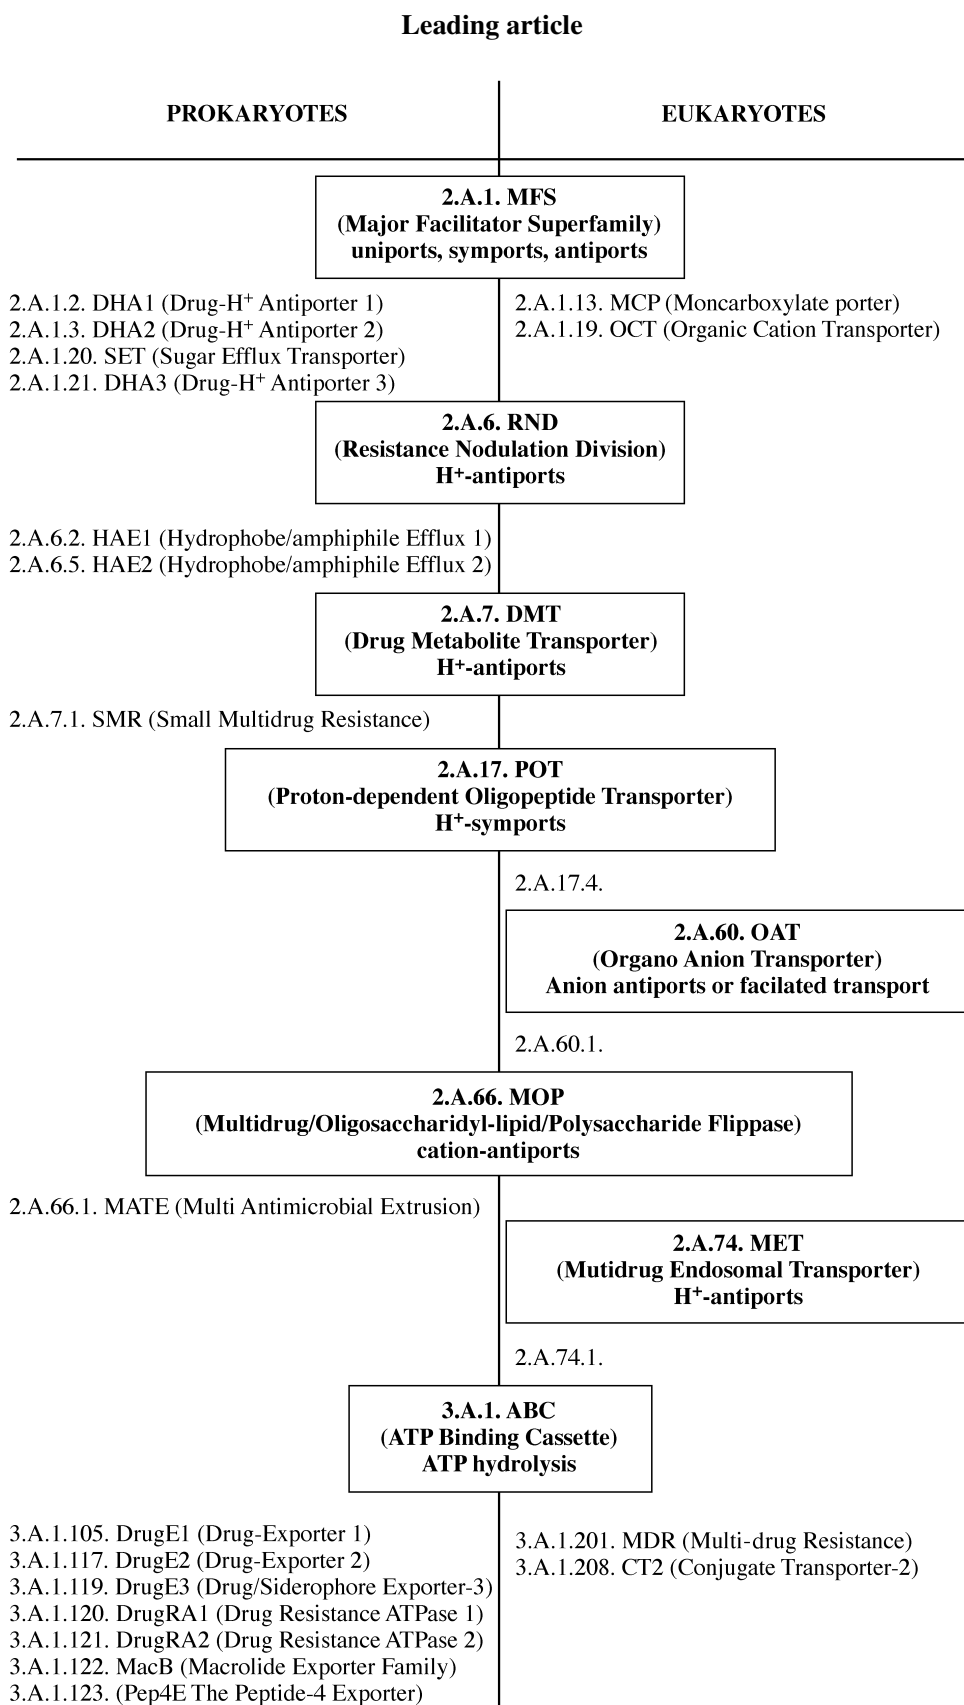 Leading article
PROKARYOTES
EUKARYOTES
2.A.1. MFS
(Major Facilitator Superfamily)
uniports, symports, antiports
2.A.1.2. DHA1 (Drug-H⁺ Antiporter 1)
2.A.1.3. DHA2 (Drug-H⁺ Antiporter 2)
2.A.1.20. SET (Sugar Efflux Transporter)
2.A.1.21. DHA3 (Drug-H⁺ Antiporter 3)
2.A.1.13. MCP (Moncarboxylate porter)
2.A.1.19. OCT (Organic Cation Transporter)
2.A.6. RND
(Resistance Nodulation Division)
H⁺-antiports
2.A.6.2. HAE1 (Hydrophobe/amphiphile Efflux 1)
2.A.6.5. HAE2 (Hydrophobe/amphiphile Efflux 2)
2.A.7. DMT
(Drug Metabolite Transporter)
H⁺-antiports
2.A.7.1. SMR (Small Multidrug Resistance)
2.A.17. POT
(Proton-dependent Oligopeptide Transporter)
H⁺-symports
2.A.17.4.
2.A.60. OAT
(Organo Anion Transporter)
Anion antiports or facilated transport
2.A.60.1.
2.A.66. MOP
(Multidrug/Oligosaccharidyl-lipid/Polysaccharide Flippase)
cation-antiports
2.A.66.1. MATE (Multi Antimicrobial Extrusion)
2.A.74. MET
(Mutidrug Endosomal Transporter)
H⁺-antiports
2.A.74.1.
3.A.1. ABC
(ATP Binding Cassette)
ATP hydrolysis
3.A.1.105. DrugE1 (Drug-Exporter 1)
3.A.1.117. DrugE2 (Drug-Exporter 2)
3.A.1.119. DrugE3 (Drug/Siderophore Exporter-3)
3.A.1.120. DrugRA1 (Drug Resistance ATPase 1)
3.A.1.121. DrugRA2 (Drug Resistance ATPase 2)
3.A.1.122. MacB (Macrolide Exporter Family)
3.A.1.123. (Pep4E The Peptide-4 Exporter)
3.A.1.201. MDR (Multi-drug Resistance)
3.A.1.208. CT2 (Conjugate Transporter-2)